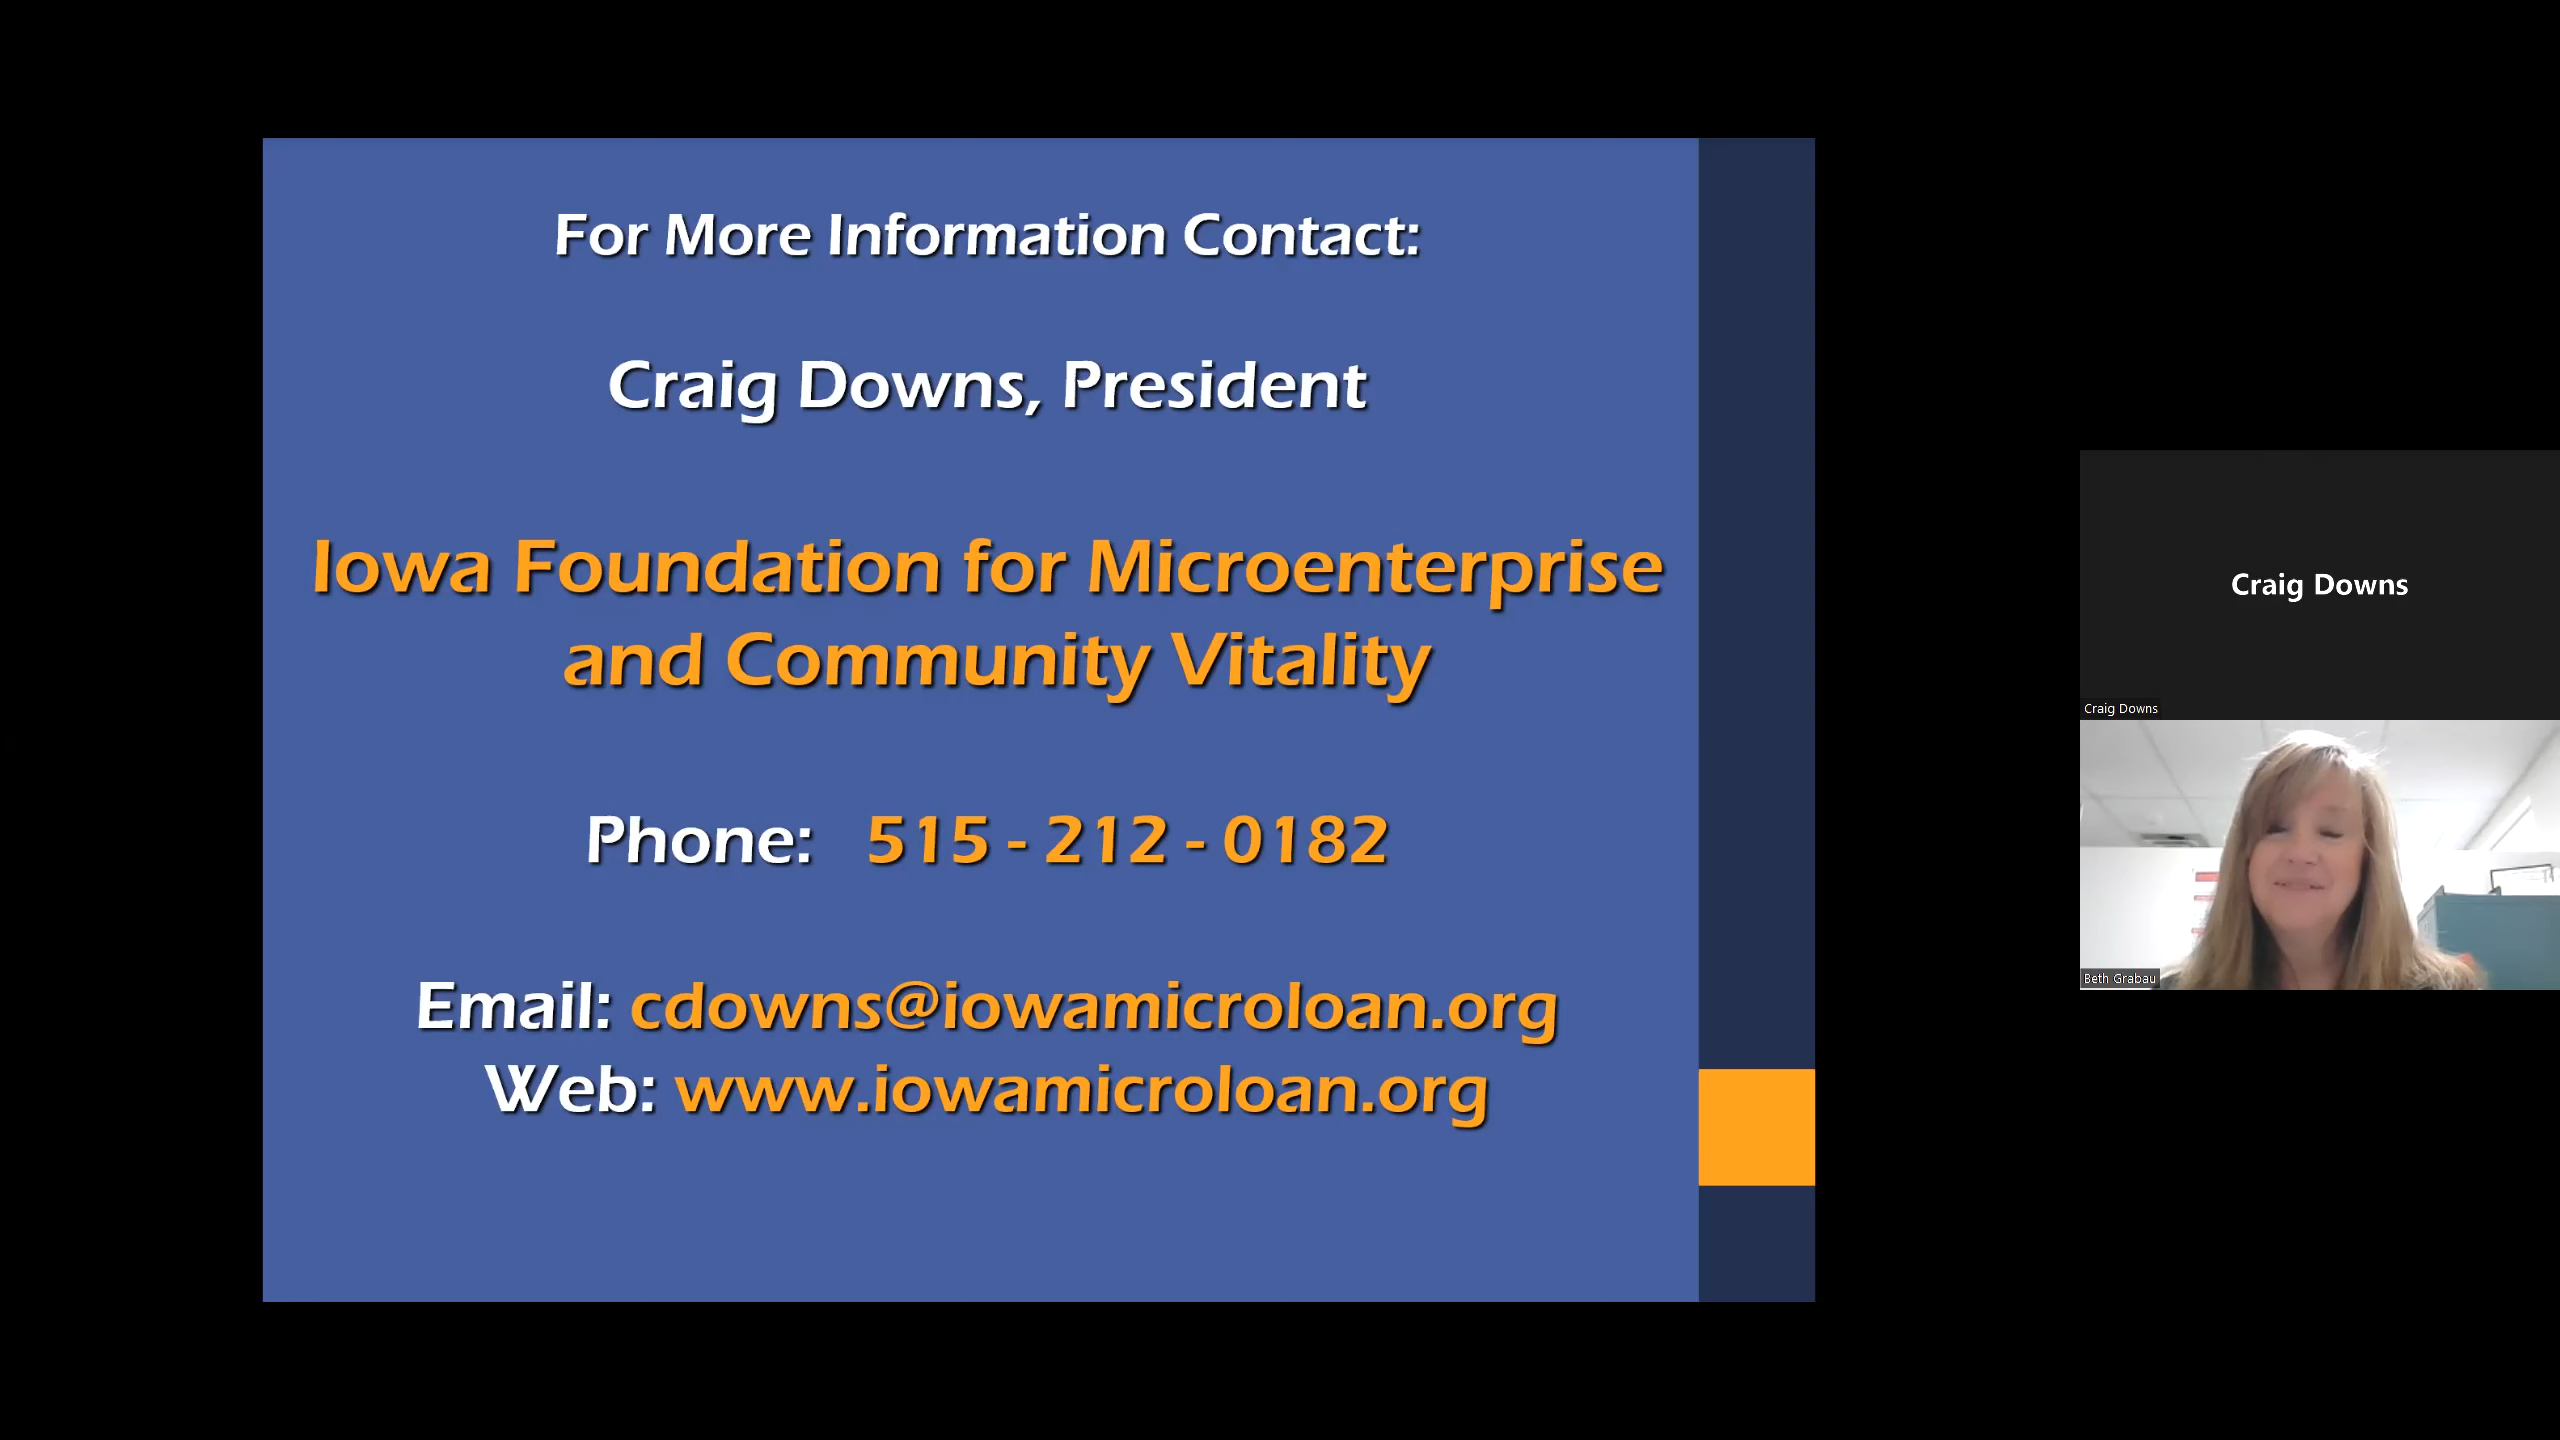 For More Information Contact:
Craig Downs, President
Iowa Foundation for Microenterprise
and Community Vitality
Phone: 515 - 212 - 0182
Email: cdowns@iowamicroloan.org
Web: www.iowamicroloan.org
Craig Downs
Craig Downs
Beth Grabau